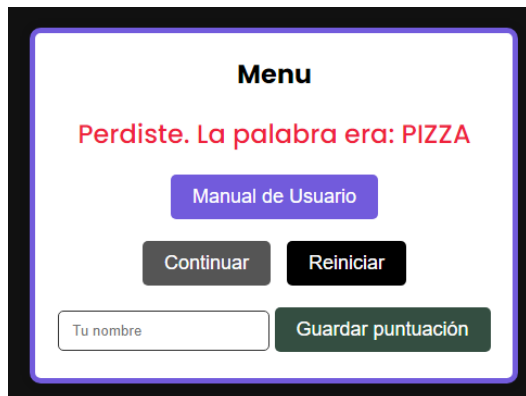 Menu
Perdiste. La palabra era: PIZZA
Manual de Usuario
Continuar Reiniciar
Tu nombre Guardar puntuación